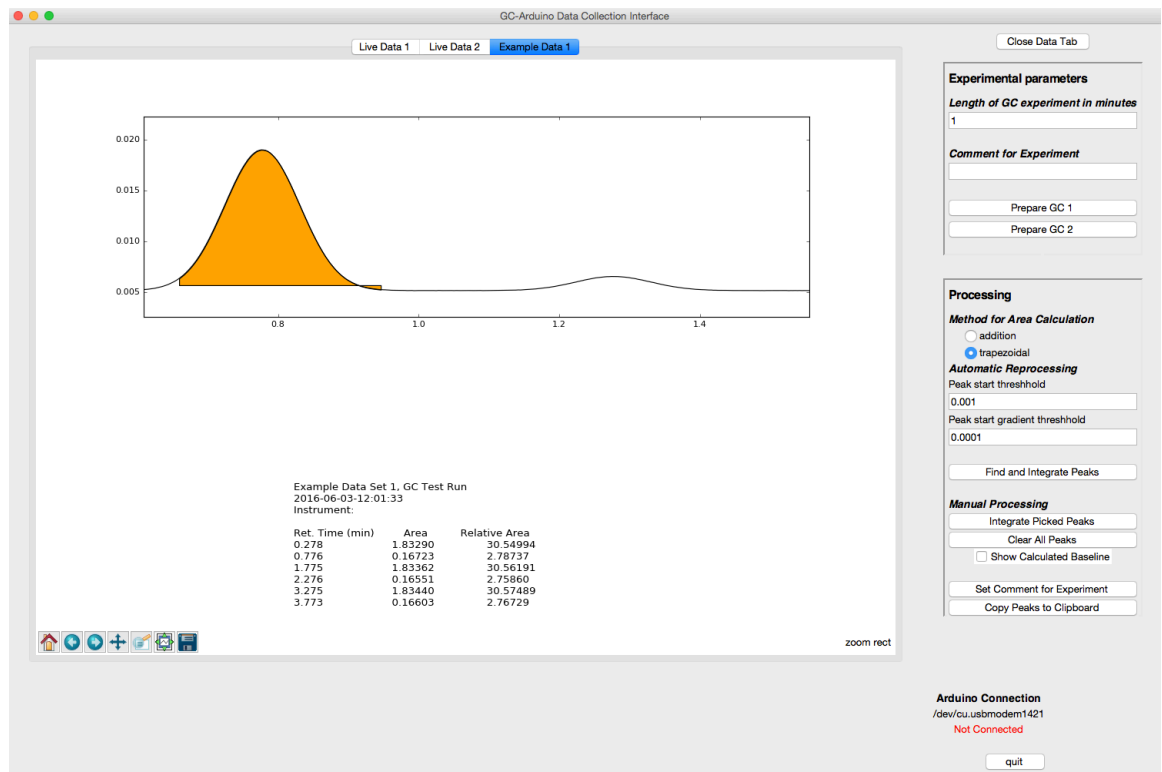 GC-Arduino Data Collection Interface
Live Data 1 Live Data 2 Example Data 1
0.020
0.015
0.010
0.005
0.8 1.0 1.2 1.4
Example Data Set 1, GC Test Run
2016-06-03-12:01:33
Instrument:
Ret. Time (min) Area Relative Area
0.278 1.83290 30.54994
0.776 0.16723 2.78737
1.775 1.83362 30.56191
2.276 0.16551 2.75860
3.275 1.83440 30.57489
3.773 0.16603 2.76729
zoom rect
Close Data Tab
Experimental parameters
Length of GC experiment in minutes
1
Comment for Experiment
Prepare GC 1
Prepare GC 2
Processing
Method for Area Calculation
addition
trapezoidal
Automatic Reprocessing
Peak start threshhold
0.001
Peak start gradient threshhold
0.0001
Find and Integrate Peaks
Manual Processing
Integrate Picked Peaks
Clear All Peaks
Show Calculated Baseline
Set Comment for Experiment
Copy Peaks to Clipboard
Arduino Connection
/dev/cu.usbmodem1421
Not Connected
quit